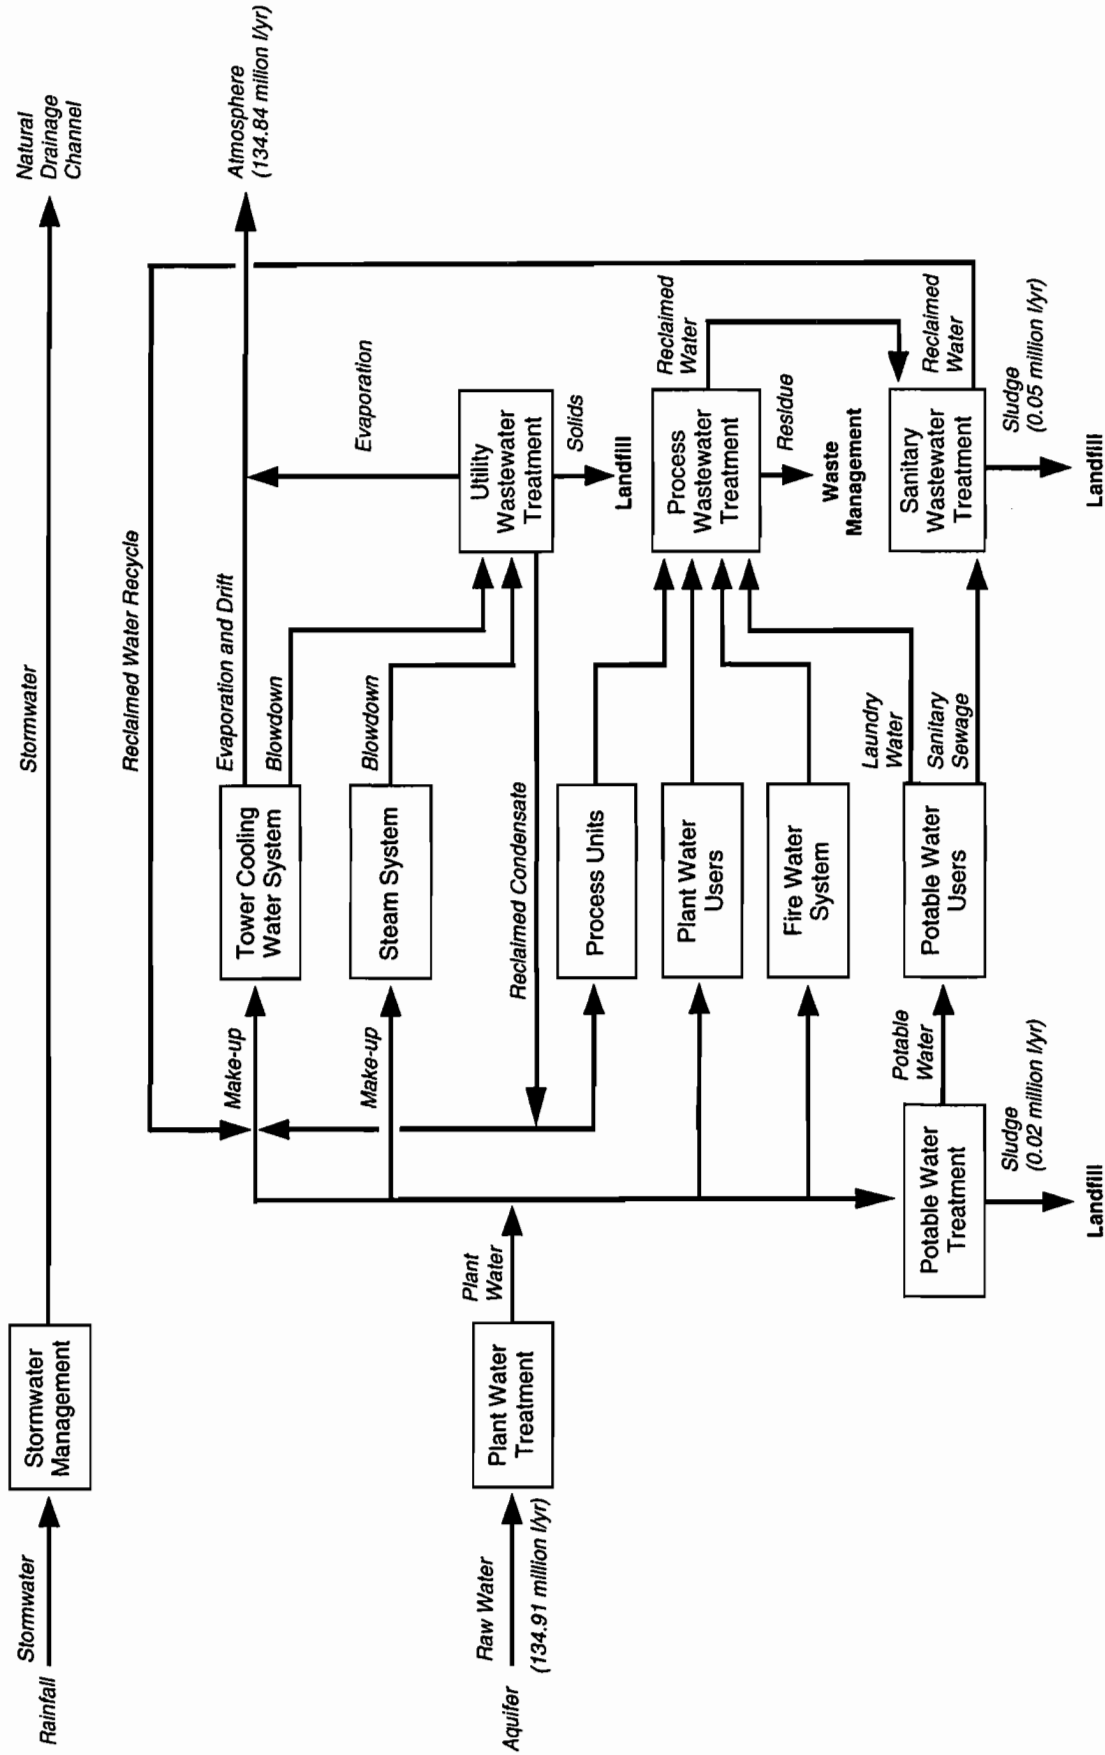 Rainfall
Stormwater
Stormwater
Management
Stormwater
Natural
Drainage
Channel
Reclaimed Water Recycle
Aquifer
Raw Water
(134.91 million l/yr)
Plant Water
Treatment
Plant
Water
Make-up
Tower Cooling
Water System
Evaporation and Drift
Blowdown
Atmosphere
(134.84 milion l/yr)
Make-up
Steam System
Blowdown
Evaporation
Utility
Wastewater
Treatment
Solids
Landfill
Reclaimed Condensate
Process Units
Plant Water
Users
Fire Water
System
Process
Wastewater
Treatment
Reclaimed
Water
Residue
Waste
Management
Potable Water
Treatment
Potable
Water
Potable Water
Users
Laundry
Water
Sanitary
Sewage
Sanitary
Wastewater
Treatment
Reclaimed
Water
Sludge
(0.02 million l/yr)
Landfill
Sludge
(0.05 million l/yr)
Landfill